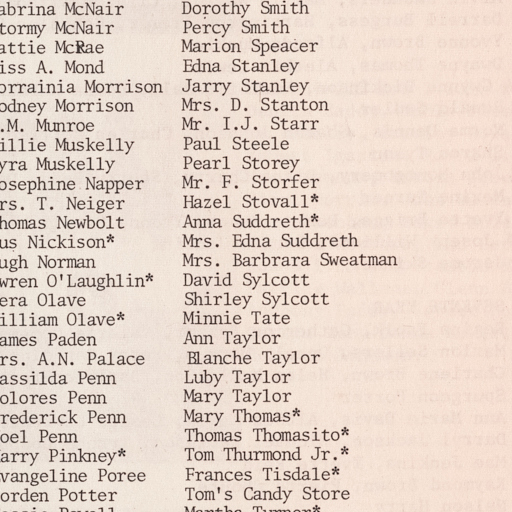 abrina McNair
tormy McNair
attie McRae
iss A. Mond
orrainia Morrison
odney Morrison
.M. Munroe
illie Muskelly
yra Muskelly
osephine Napper
rs. T. Neiger
homas Newbolt
us Nickison*
ugh Norman
wren O'Laughlin*
era Olave
illiam Olave*
ames Paden
rs. A.N. Palace
assilda Penn
olores Penn
rederick Penn
oel Penn
arry Pinkney*
vangeline Poree
orden Potter
Dorothy Smith
Percy Smith
Marion Speacer
Edna Stanley
Jarry Stanley
Mrs. D. Stanton
Mr. I.J. Starr
Paul Steele
Pearl Storey
Mr. F. Storfer
Hazel Stovall*
Anna Suddreth*
Mrs. Edna Suddreth
Mrs. Barbrara Sweatman
David Sylcott
Shirley Sylcott
Minnie Tate
Ann Taylor
Blanche Taylor
Luby Taylor
Mary Taylor
Mary Thomas*
Thomas Thomasito*
Tom Thurmond Jr.*
Frances Tisdale*
Tom's Candy Store
Martha Turner*